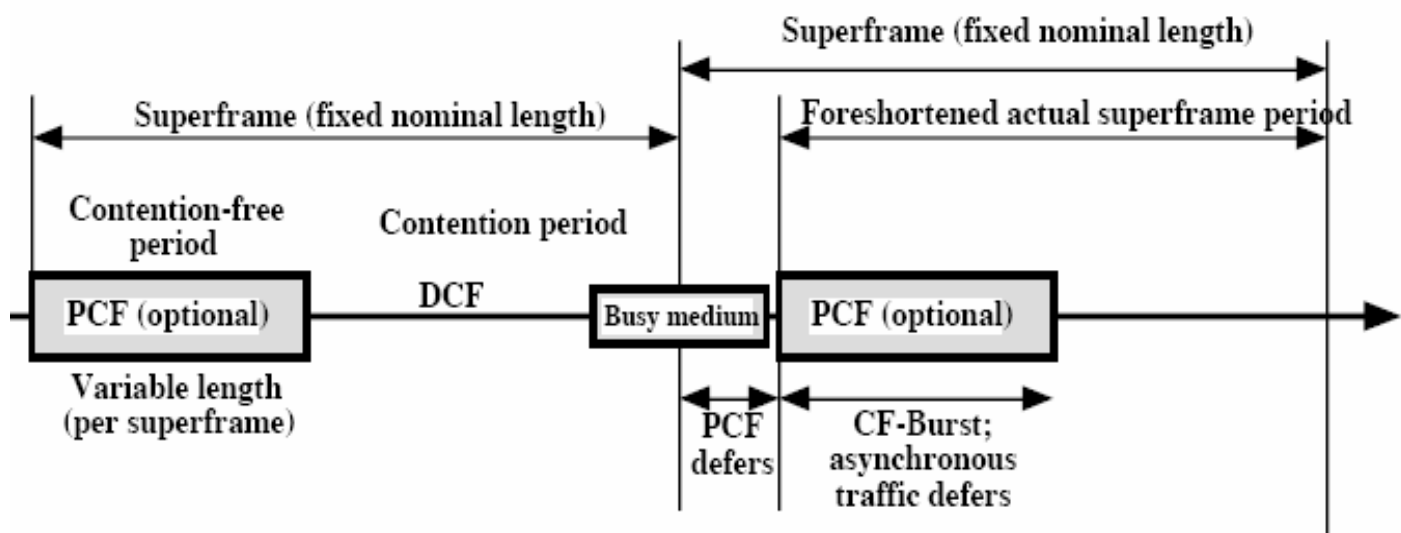 Superframe (fixed nominal length)
Superframe (fixed nominal length)
Foreshortened actual superframe period
Contention-free
period
Contention period
PCF (optional)
DCF
Busy medium
PCF (optional)
Variable length
(per superframe)
PCF
defers
CF-Burst;
asynchronous
traffic defers